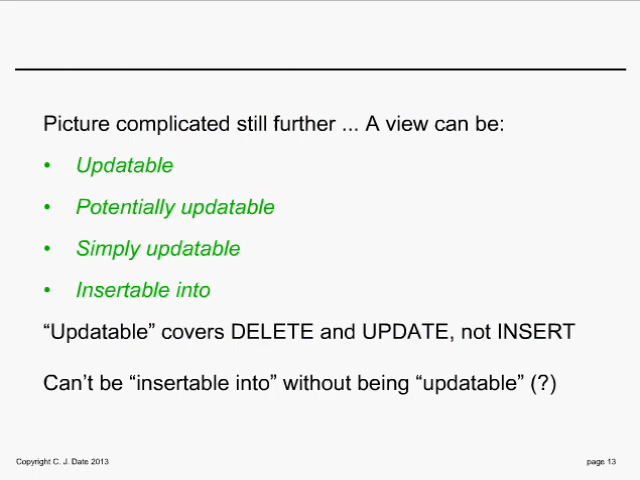 Picture complicated still further ... A view can be:
• Updatable
• Potentially updatable
• Simply updatable
• Insertable into
“Updatable” covers DELETE and UPDATE, not INSERT
Can’t be “insertable into” without being “updatable” (?)
Copyright C. J. Date 2013
page 13